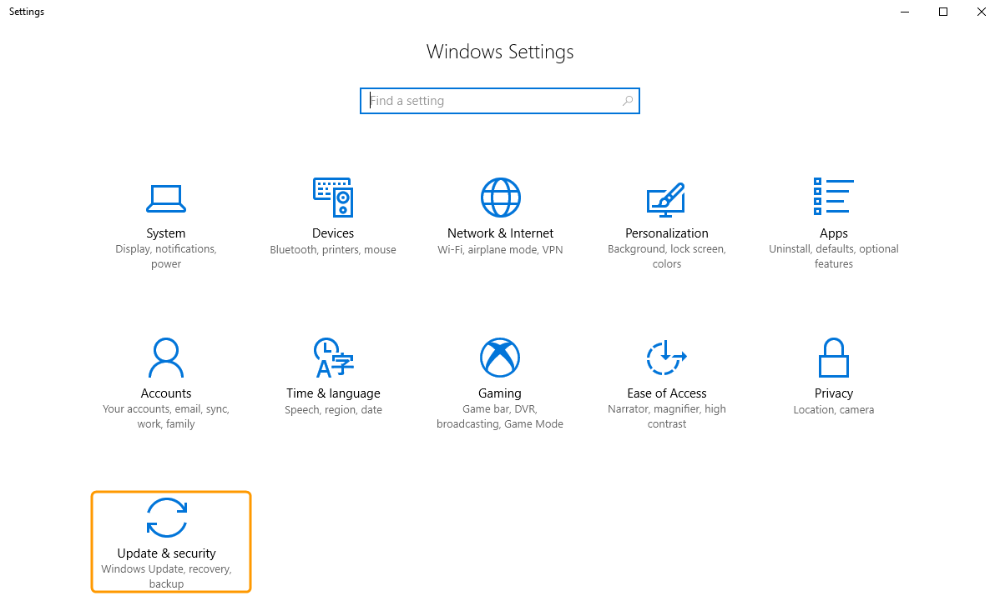 Settings
Windows Settings
Find a setting
System
Display, notifications,
power
Devices
Bluetooth, printers, mouse
Network & Internet
Wi-Fi, airplane mode, VPN
Personalization
Background, lock screen,
colors
Apps
Uninstall, defaults, optional
features
Accounts
Your accounts, email, sync,
work, family
Time & language
Speech, region, date
Gaming
Game bar, DVR,
broadcasting, Game Mode
Ease of Access
Narrator, magnifier, high
contrast
Privacy
Location, camera
Update & security
Windows Update, recovery,
backup